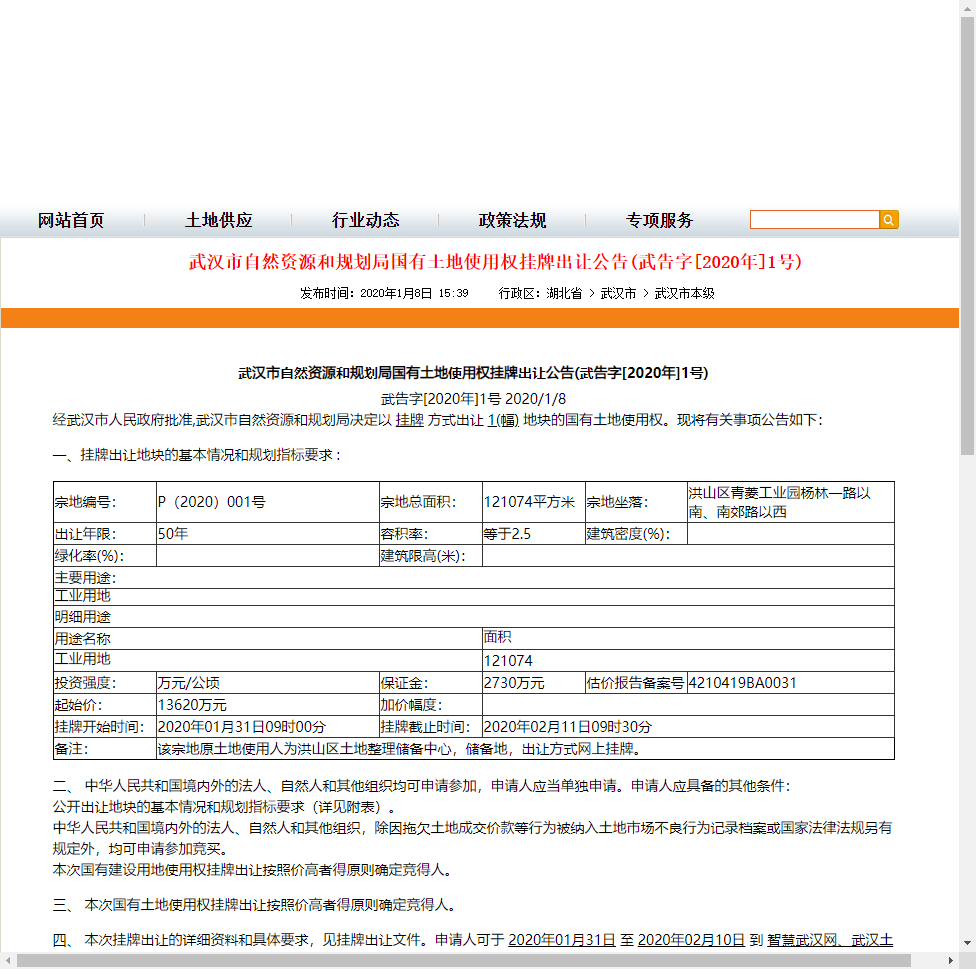 网站首页 土地供应 行业动态 政策法规 专项服务
武汉市自然资源和规划局国有土地使用权挂牌出让公告(武告字[2020年]1号)
发布时间：2020年1月8日 15:39 行政区：湖北省 > 武汉市 > 武汉市本级
武汉市自然资源和规划局国有土地使用权挂牌出让公告(武告字[2020年]1号)
武告字[2020年]1号 2020/1/8
经武汉市人民政府批准,武汉市自然资源和规划局决定以 挂牌 方式出让 1(幅) 地块的国有土地使用权。现将有关事项公告如下：
一、挂牌出让地块的基本情况和规划指标要求：
宗地编号： P（2020）001号 宗地总面积： 121074平方米 宗地坐落： 洪山区青菱工业园杨林一路以
南、南郊路以西
出让年限： 50年 容积率： 等于2.5 建筑密度(%)：
绿化率(%)： 建筑限高(米)：
主要用途：
工业用地
明细用途
用途名称 面积
工业用地 121074
投资强度： 万元/公顷 保证金： 2730万元 估价报告备案号 4210419BA0031
起始价： 13620万元 加价幅度：
挂牌开始时间： 2020年01月31日09时00分 挂牌截止时间： 2020年02月11日09时30分
备注： 该宗地原土地使用人为洪山区土地整理储备中心，储备地，出让方式网上挂牌。
二、 中华人民共和国境内外的法人、自然人和其他组织均可申请参加，申请人应当单独申请。申请人应具备的其他条件：
公开出让地块的基本情况和规划指标要求（详见附表）。
中华人民共和国境内外的法人、自然人和其他组织，除因拖欠土地成交价款等行为被纳入土地市场不良行为记录档案或国家法律法规另有
规定外，均可申请参加竞买。
本次国有建设用地使用权挂牌出让按照价高者得原则确定竞得人。
三、 本次国有土地使用权挂牌出让按照价高者得原则确定竞得人。
四、 本次挂牌出让的详细资料和具体要求，见挂牌出让文件。申请人可于 2020年01月31日 至 2020年02月10日 到 智慧武汉网、武汉土